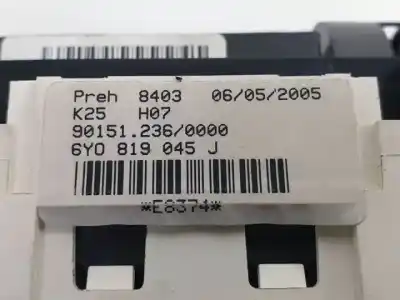 Preh 8403 06/05/2005
K25 H07
90151.236/0000
6Y0 819 045 J
*E8374*